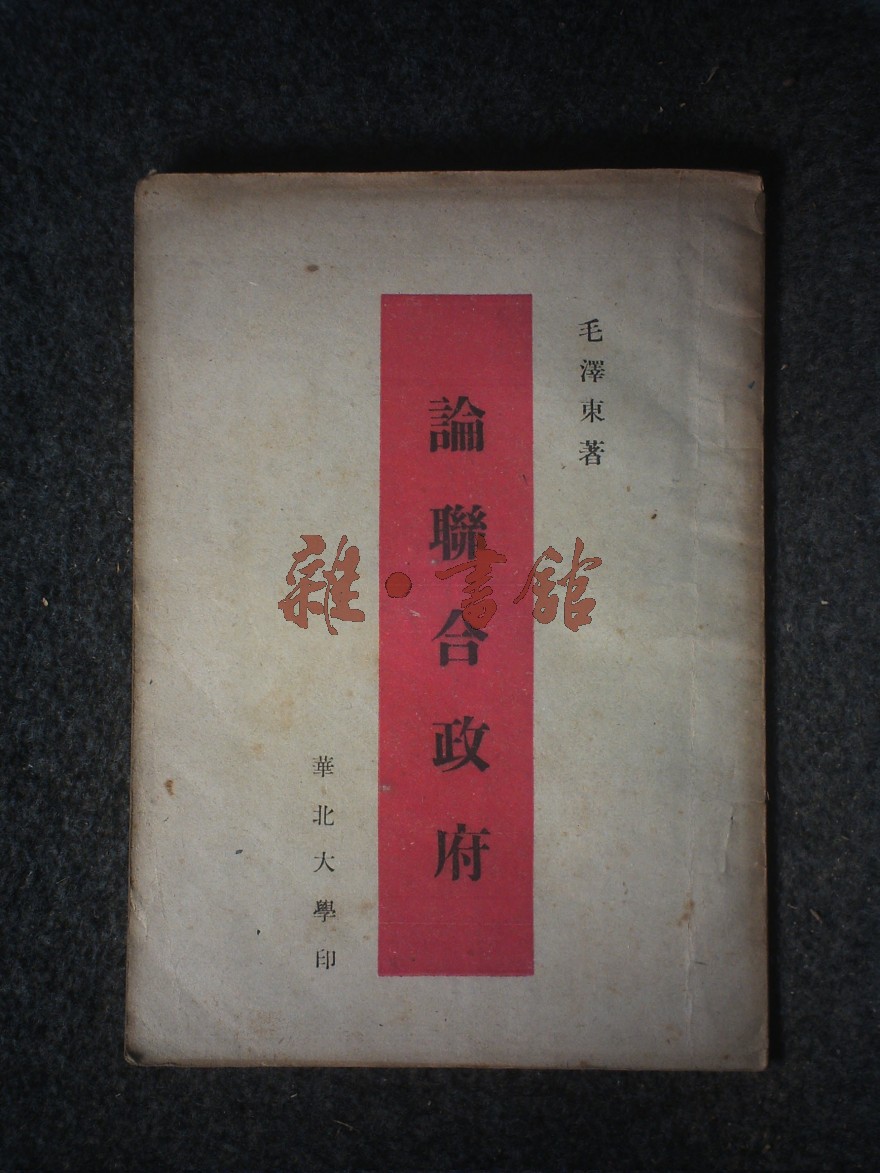 毛澤東著
論聯合政府
華北大學印
雜·書館